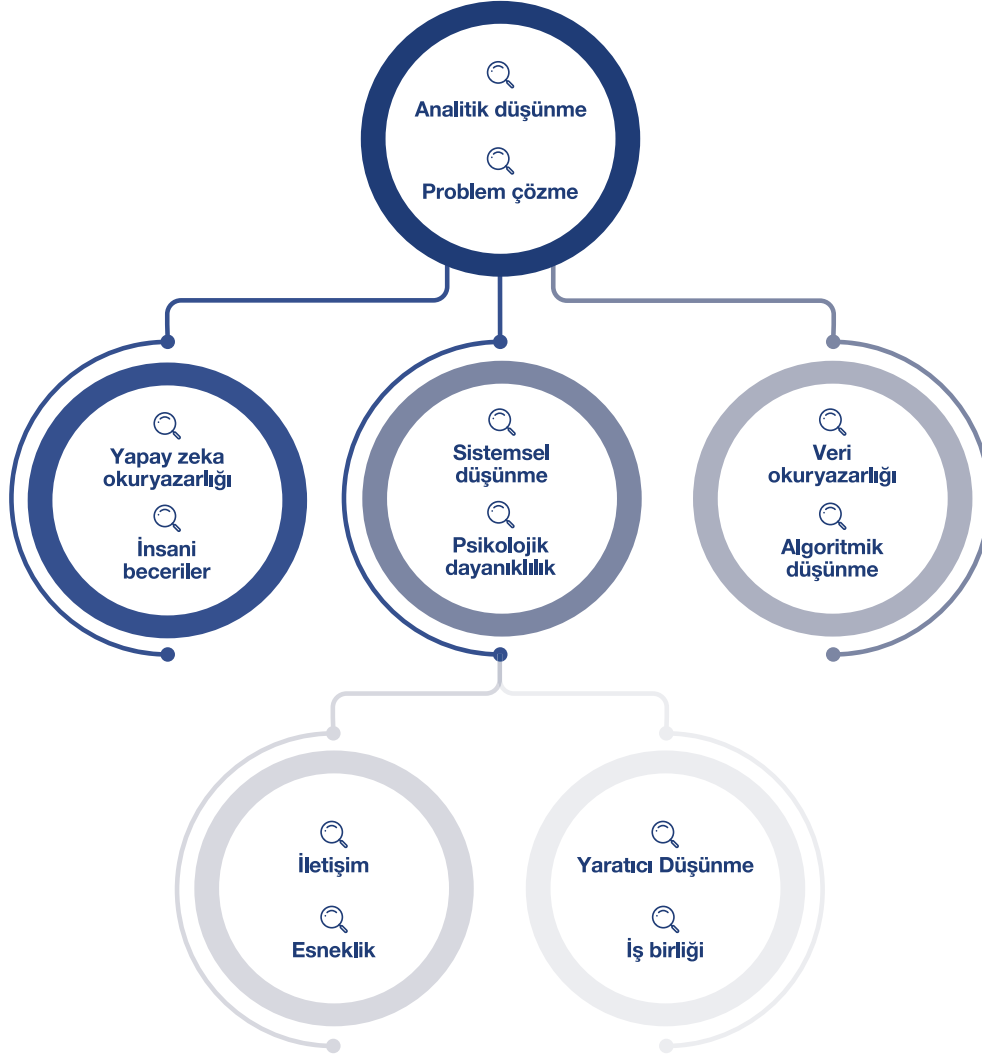 Analitik düşünme
Problem çözme
Yapay zeka
okuryazarlığı
İnsani
beceriler
Sistemsel
düşünme
Psikolojik
dayanıklılık
Veri
okuryazarlığı
Algoritmik
düşünme
İletişim
Esneklik
Yaratıcı Düşünme
İş birliği